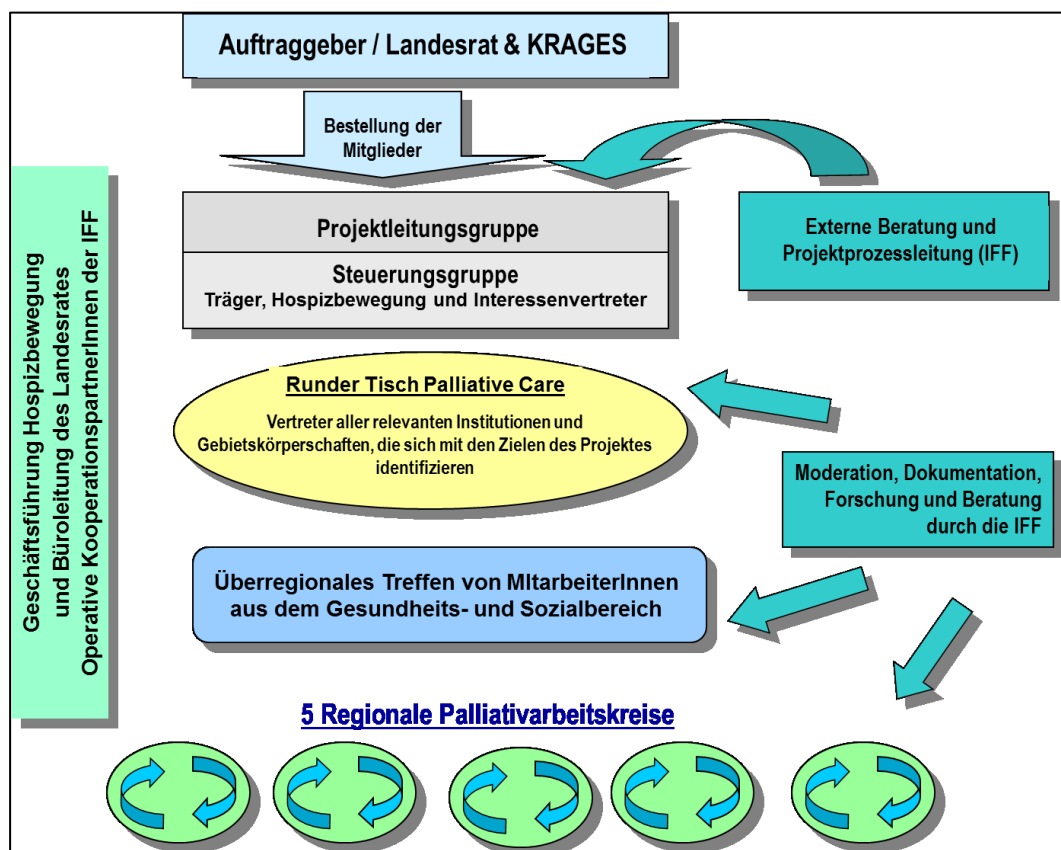 Auftraggeber / Landesrat & KRAGES
Bestellung der
Mitglieder
Projektleitungsgruppe
Steuerungsgruppe
Träger, Hospizbewegung und Interessenvertreter
Externe Beratung und
Projektprozessleitung (IFF)
Geschäftsführung Hospizbewegung
und Büroleitung des Landesrates
Operative KooperationspartnerInnen der IFF
Runder Tisch Palliative Care
Vertreter aller relevanten Institutionen und
Gebietskörperschaften, die sich mit den Zielen des Projektes
identifizieren
Moderation, Dokumentation,
Forschung und Beratung
durch die IFF
Überregionales Treffen von MItarbeiterInnen
aus dem Gesundheits- und Sozialbereich
5 Regionale Palliativarbeitskreise